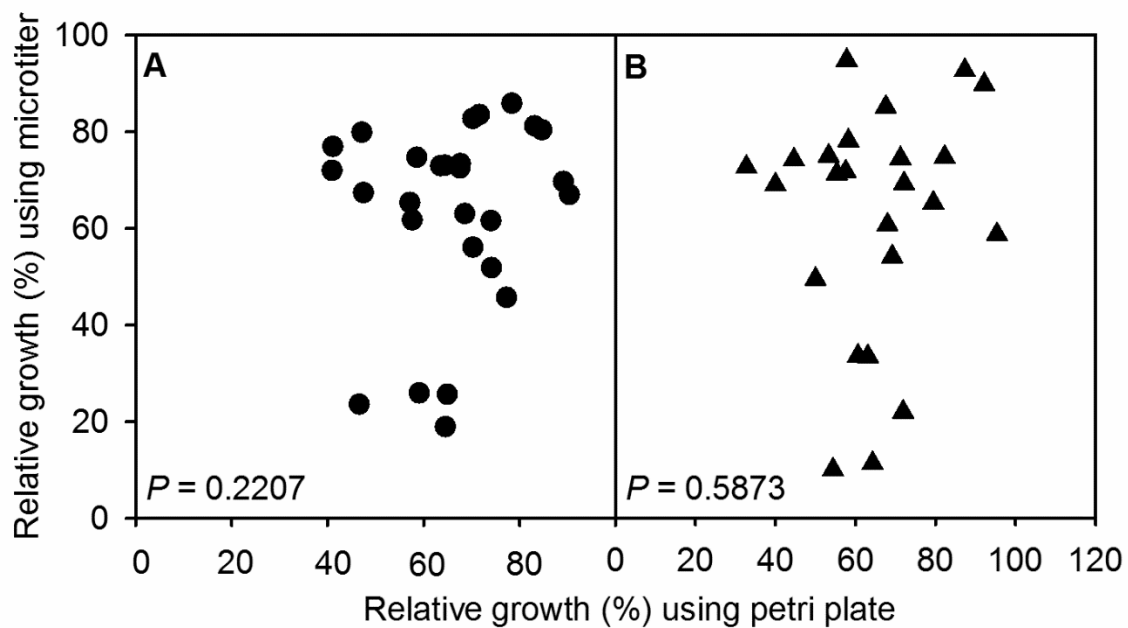 Relative growth (%) using microtiter
100
80
60
40
20
0
A
B
P = 0.2207
P = 0.5873
0 20 40 60 80 0 20 40 60 80 100 120
Relative growth (%) using petri plate